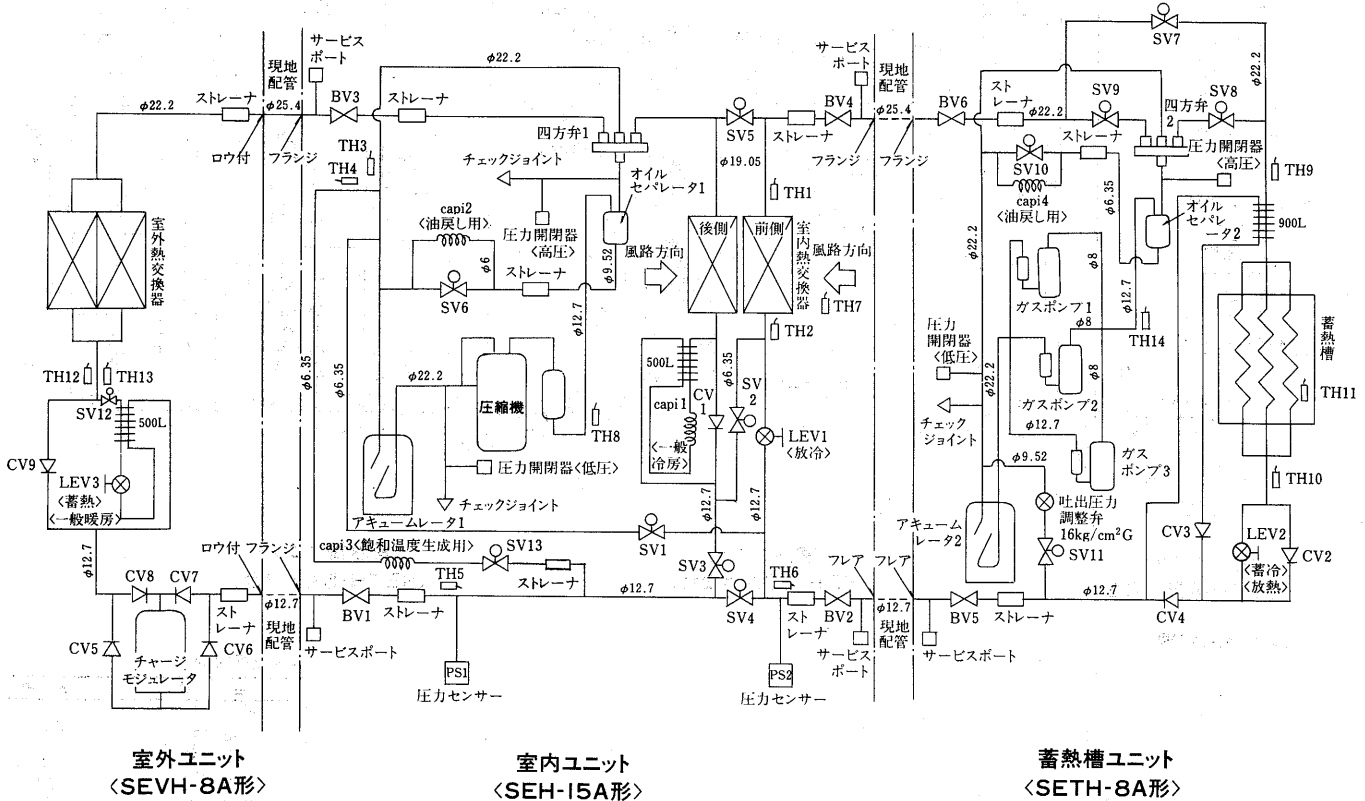 サービス
ポート
現地
配管
φ22.2
ストレーナ
φ25.4
BV3
ストレーナ
ロウ付
フランジ
TH3
TH4
φ22.2
四方弁1
チェックジョイント
オイル
セパレータ1
capi2
<油戻し用>
圧力開閉器
<高圧>
φ6
φ9.52
ストレーナ
SV6
φ12.7
室外熱交換器
TH12
TH13
SV12
500L
CV9
LEV3
<蓄熱>
<一般暖房>
φ12.7
φ6.35
φ6.35
φ22.2
圧縮機
TH8
圧力開閉器<低圧>
チェックジョイント
アキュームレータ1
capi3<飽和温度生成用>
SV13
ストレーナ
SV1
ロウ付
フランジ
CV8
CV7
ストレーナ
φ12.7
現地
配管
CV5
CV6
チャージ
モジュレータ
BV1
ストレーナ
TH5
サービスポート
PS1
圧力センサー
φ12.7
サービス
ポート
現地
配管
SV5
ストレーナ
BV4
φ25.4
フランジ
フランジ
φ19.05
TH1
後側
前側
室内熱交換器
風路方向
風路方向
TH7
TH2
500L
φ6.35
capi1
CV1
SV2
<一般
冷房>
LEV1
<放冷>
φ12.7
φ12.7
SV3
SV4
TH6
ストレーナ
BV2
フレア
フレア
φ12.7
現地
配管
サービス
ポート
PS2
圧力センサー
SV7
φ22.2
BV6
ストレーナ
φ22.2
SV9
四方弁2
SV8
ストレーナ
SV10
圧力開閉器
<高圧>
TH9
capi4
<油戻し用>
φ6.35
オイル
セパレータ2
900L
φ22.2
φ8
ガスポンプ1
φ12.7
φ8
TH14
圧力
開閉器
<低圧>
φ22.2
φ8
ガスポンプ2
チェック
ジョイント
φ12.7
ガス
ポンプ3
蓄熱槽
TH11
φ9.52
TH10
アキューム
レータ2
吐出圧力
調整弁
16kg/cm²G
SV11
CV3
LEV2
<蓄冷>
<放熱>
CV2
BV5
ストレーナ
φ12.7
CV4
サービスポート
室外ユニット
<SEVH-8A形>
室内ユニット
<SEH-15A形>
蓄熱槽ユニット
<SETH-8A形>